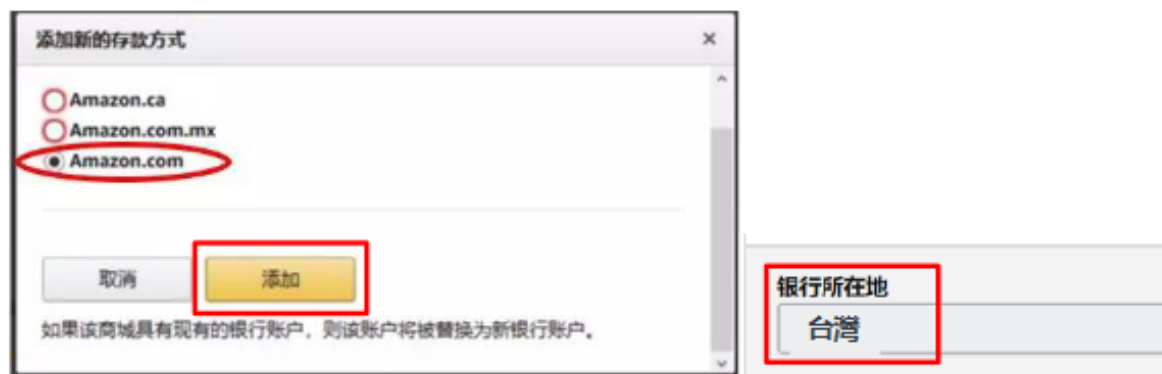 添加新的存款方式
Amazon.ca
Amazon.com.mx
Amazon.com
取消
添加
如果该商城具有现有的银行账户，则该账户将被替换为新银行账户。
银行所在地
台灣